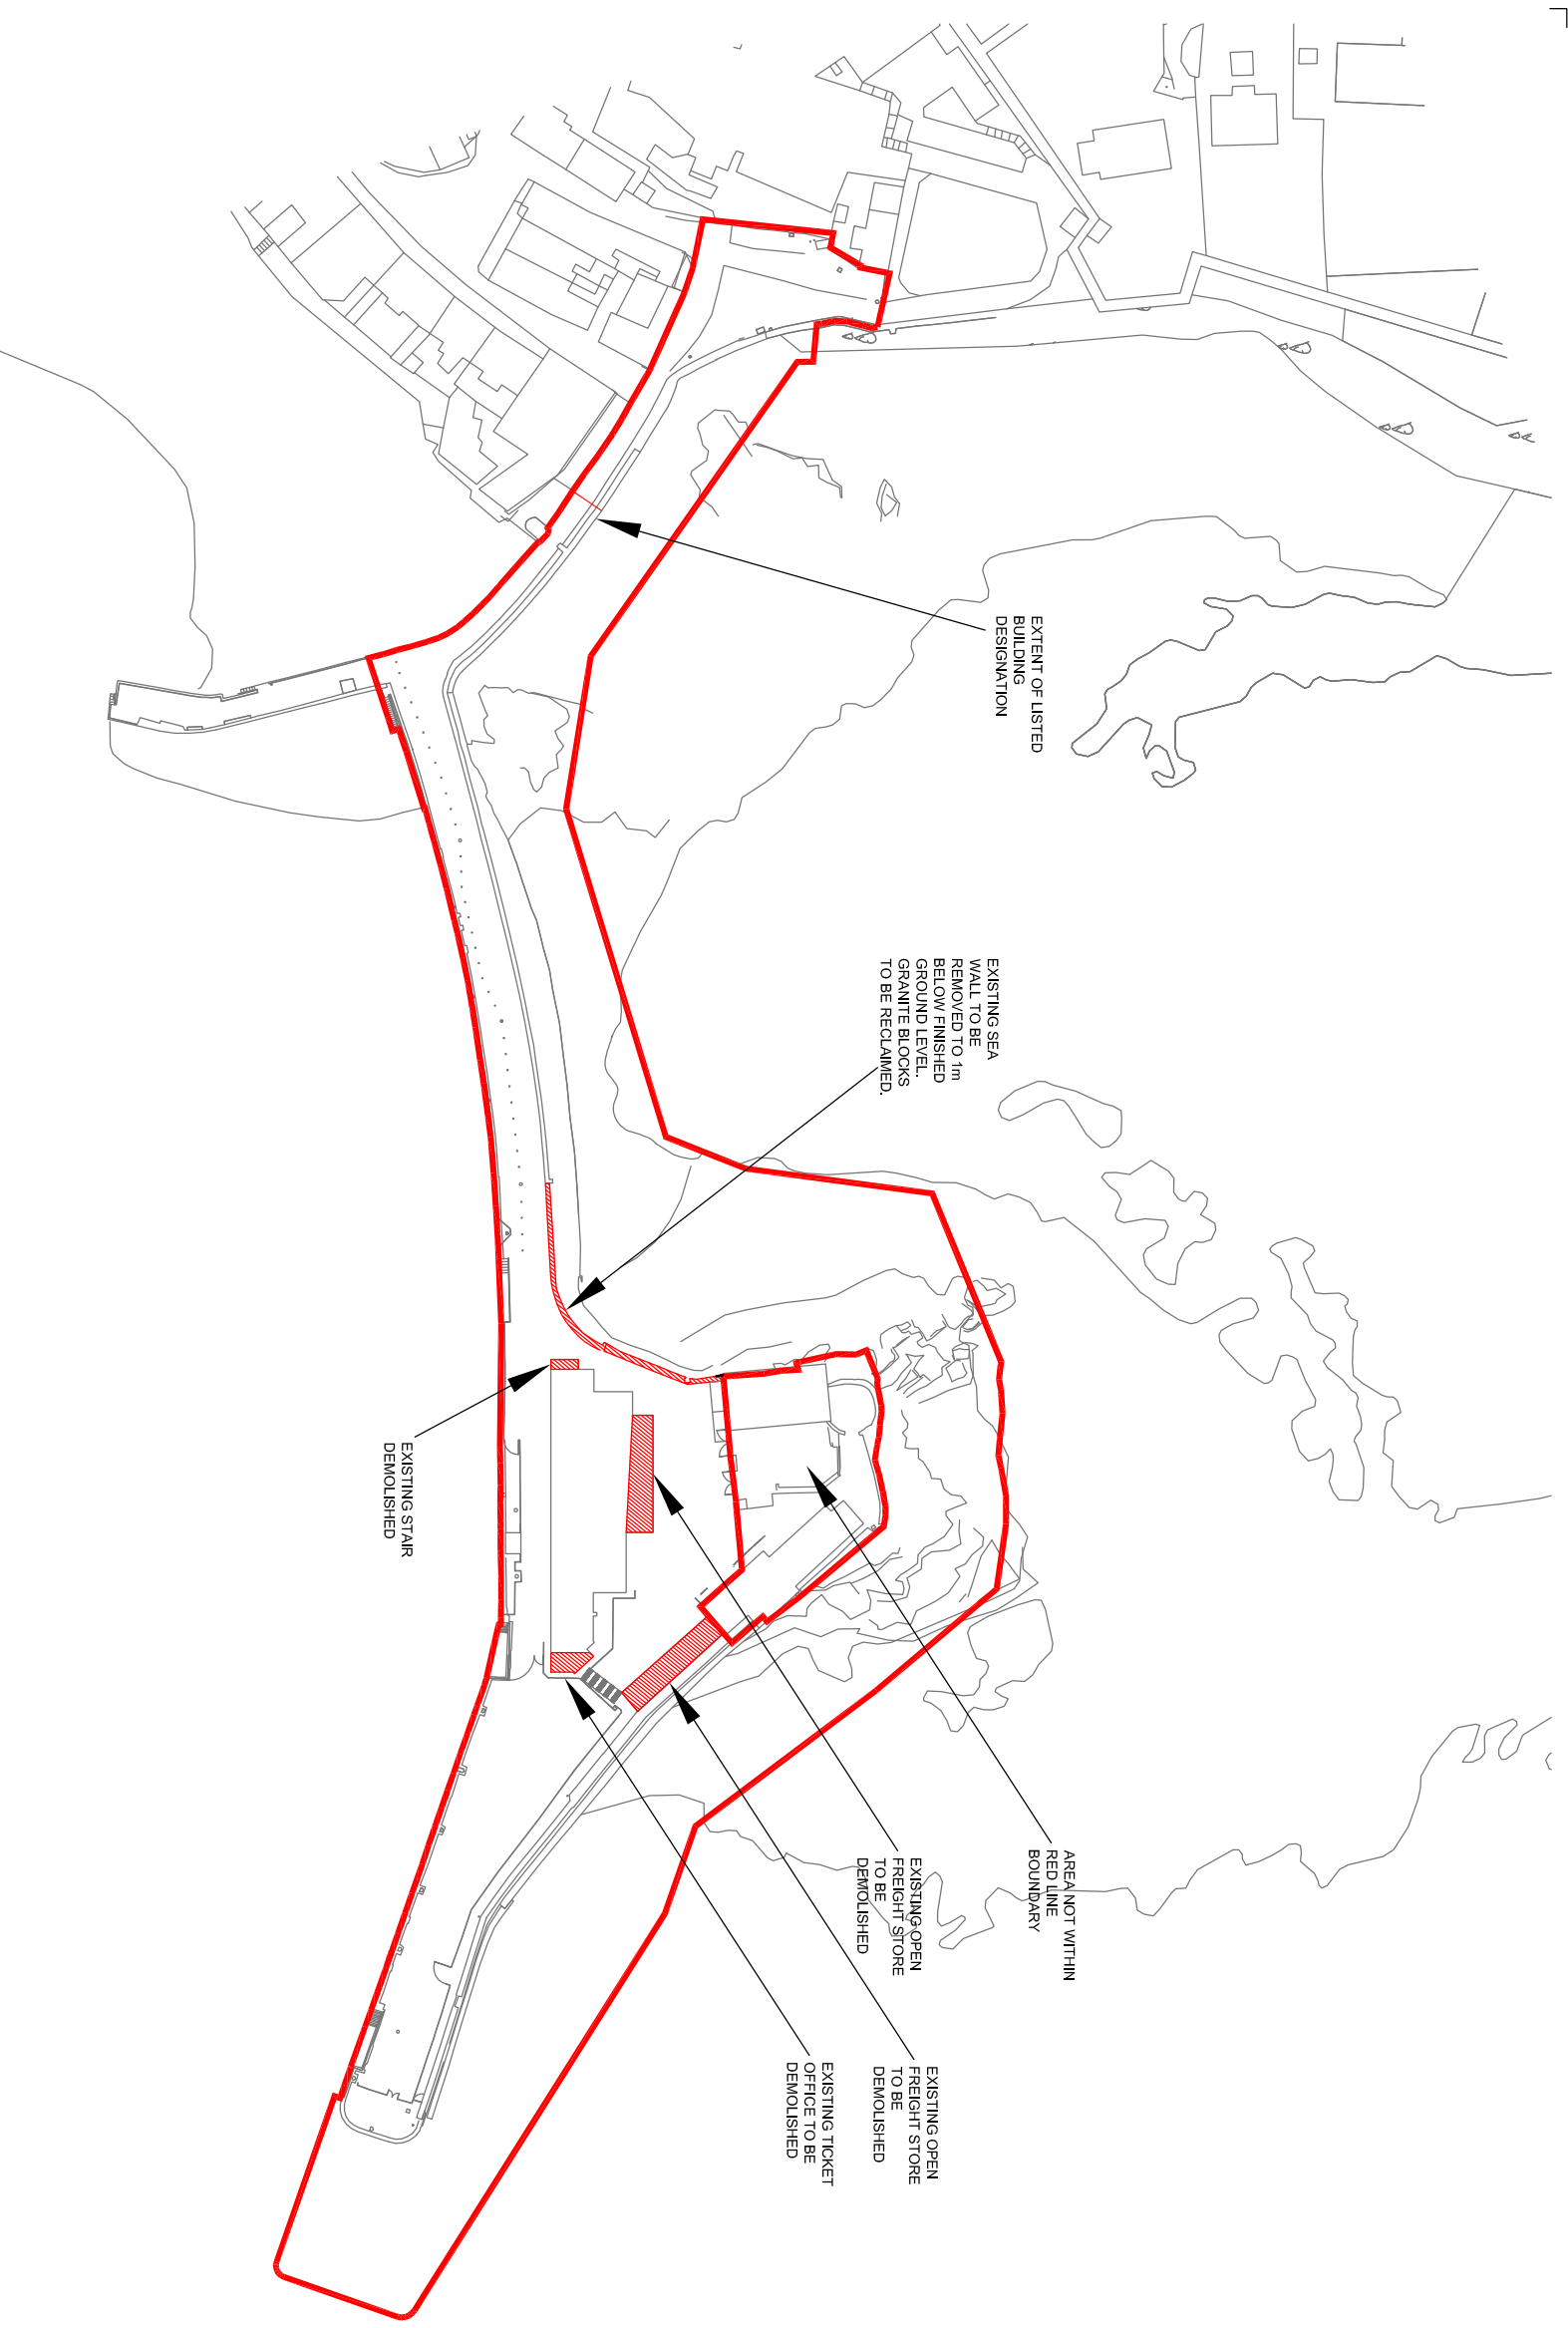 EXTENT OF LISTED
BUILDING
DESIGNATION
EXISTING SEA
WALL TO BE
REMOVED TO 1m
BELOW FINISHED
GROUND LEVEL.
GRANITE BLOCKS
TO BE RECLAIMED.
EXISTING STAIR
DEMOLISHED
AREA NOT WITHIN
RED LINE
BOUNDARY
EXISTING OPEN
FREIGHT STORE
TO BE
DEMOLISHED
EXISTING OPEN
FREIGHT STORE
TO BE
DEMOLISHED
EXISTING TICKET
OFFICE TO BE
DEMOLISHED